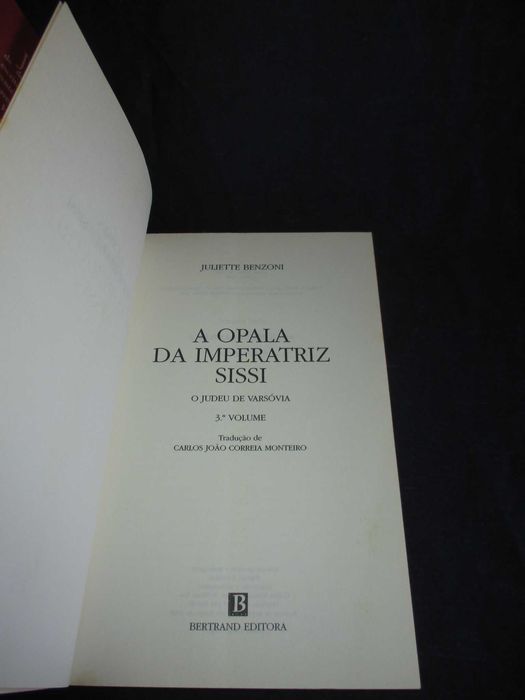 JULIETTE BENZONI
A OPALA
DA IMPERATRIZ
SISSI
O JUDEU DE VARSÓVIA
3.º VOLUME
Tradução de
CARLOS JOÃO CORREIA MONTEIRO
B
BERTRAND EDITORA